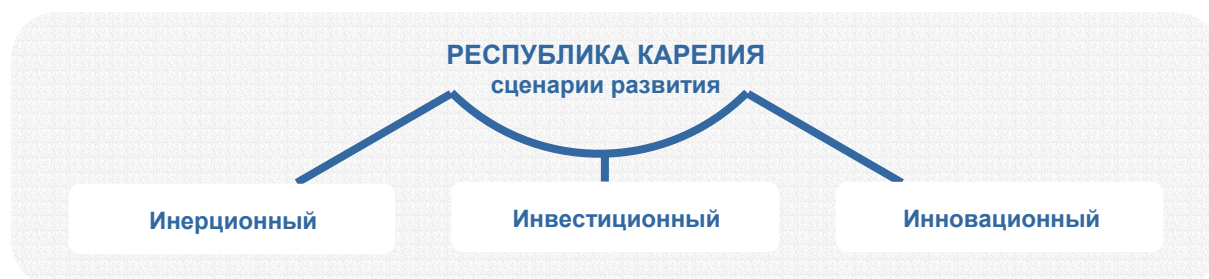 РЕСПУБЛИКА КАРЕЛИЯ
сценарии развития
Инерционный
Инвестиционный
Инновационный